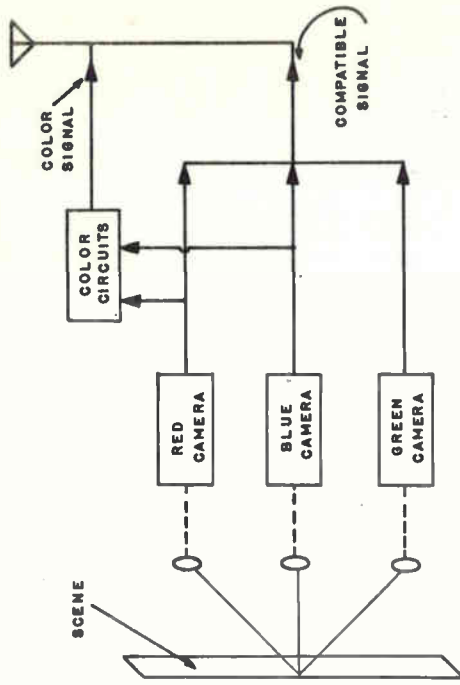 SCENE
RED
CAMERA
BLUE
CAMERA
GREEN
CAMERA
COLOR
CIRCUITS
COLOR
SIGNAL
COMPATIBLE
SIGNAL